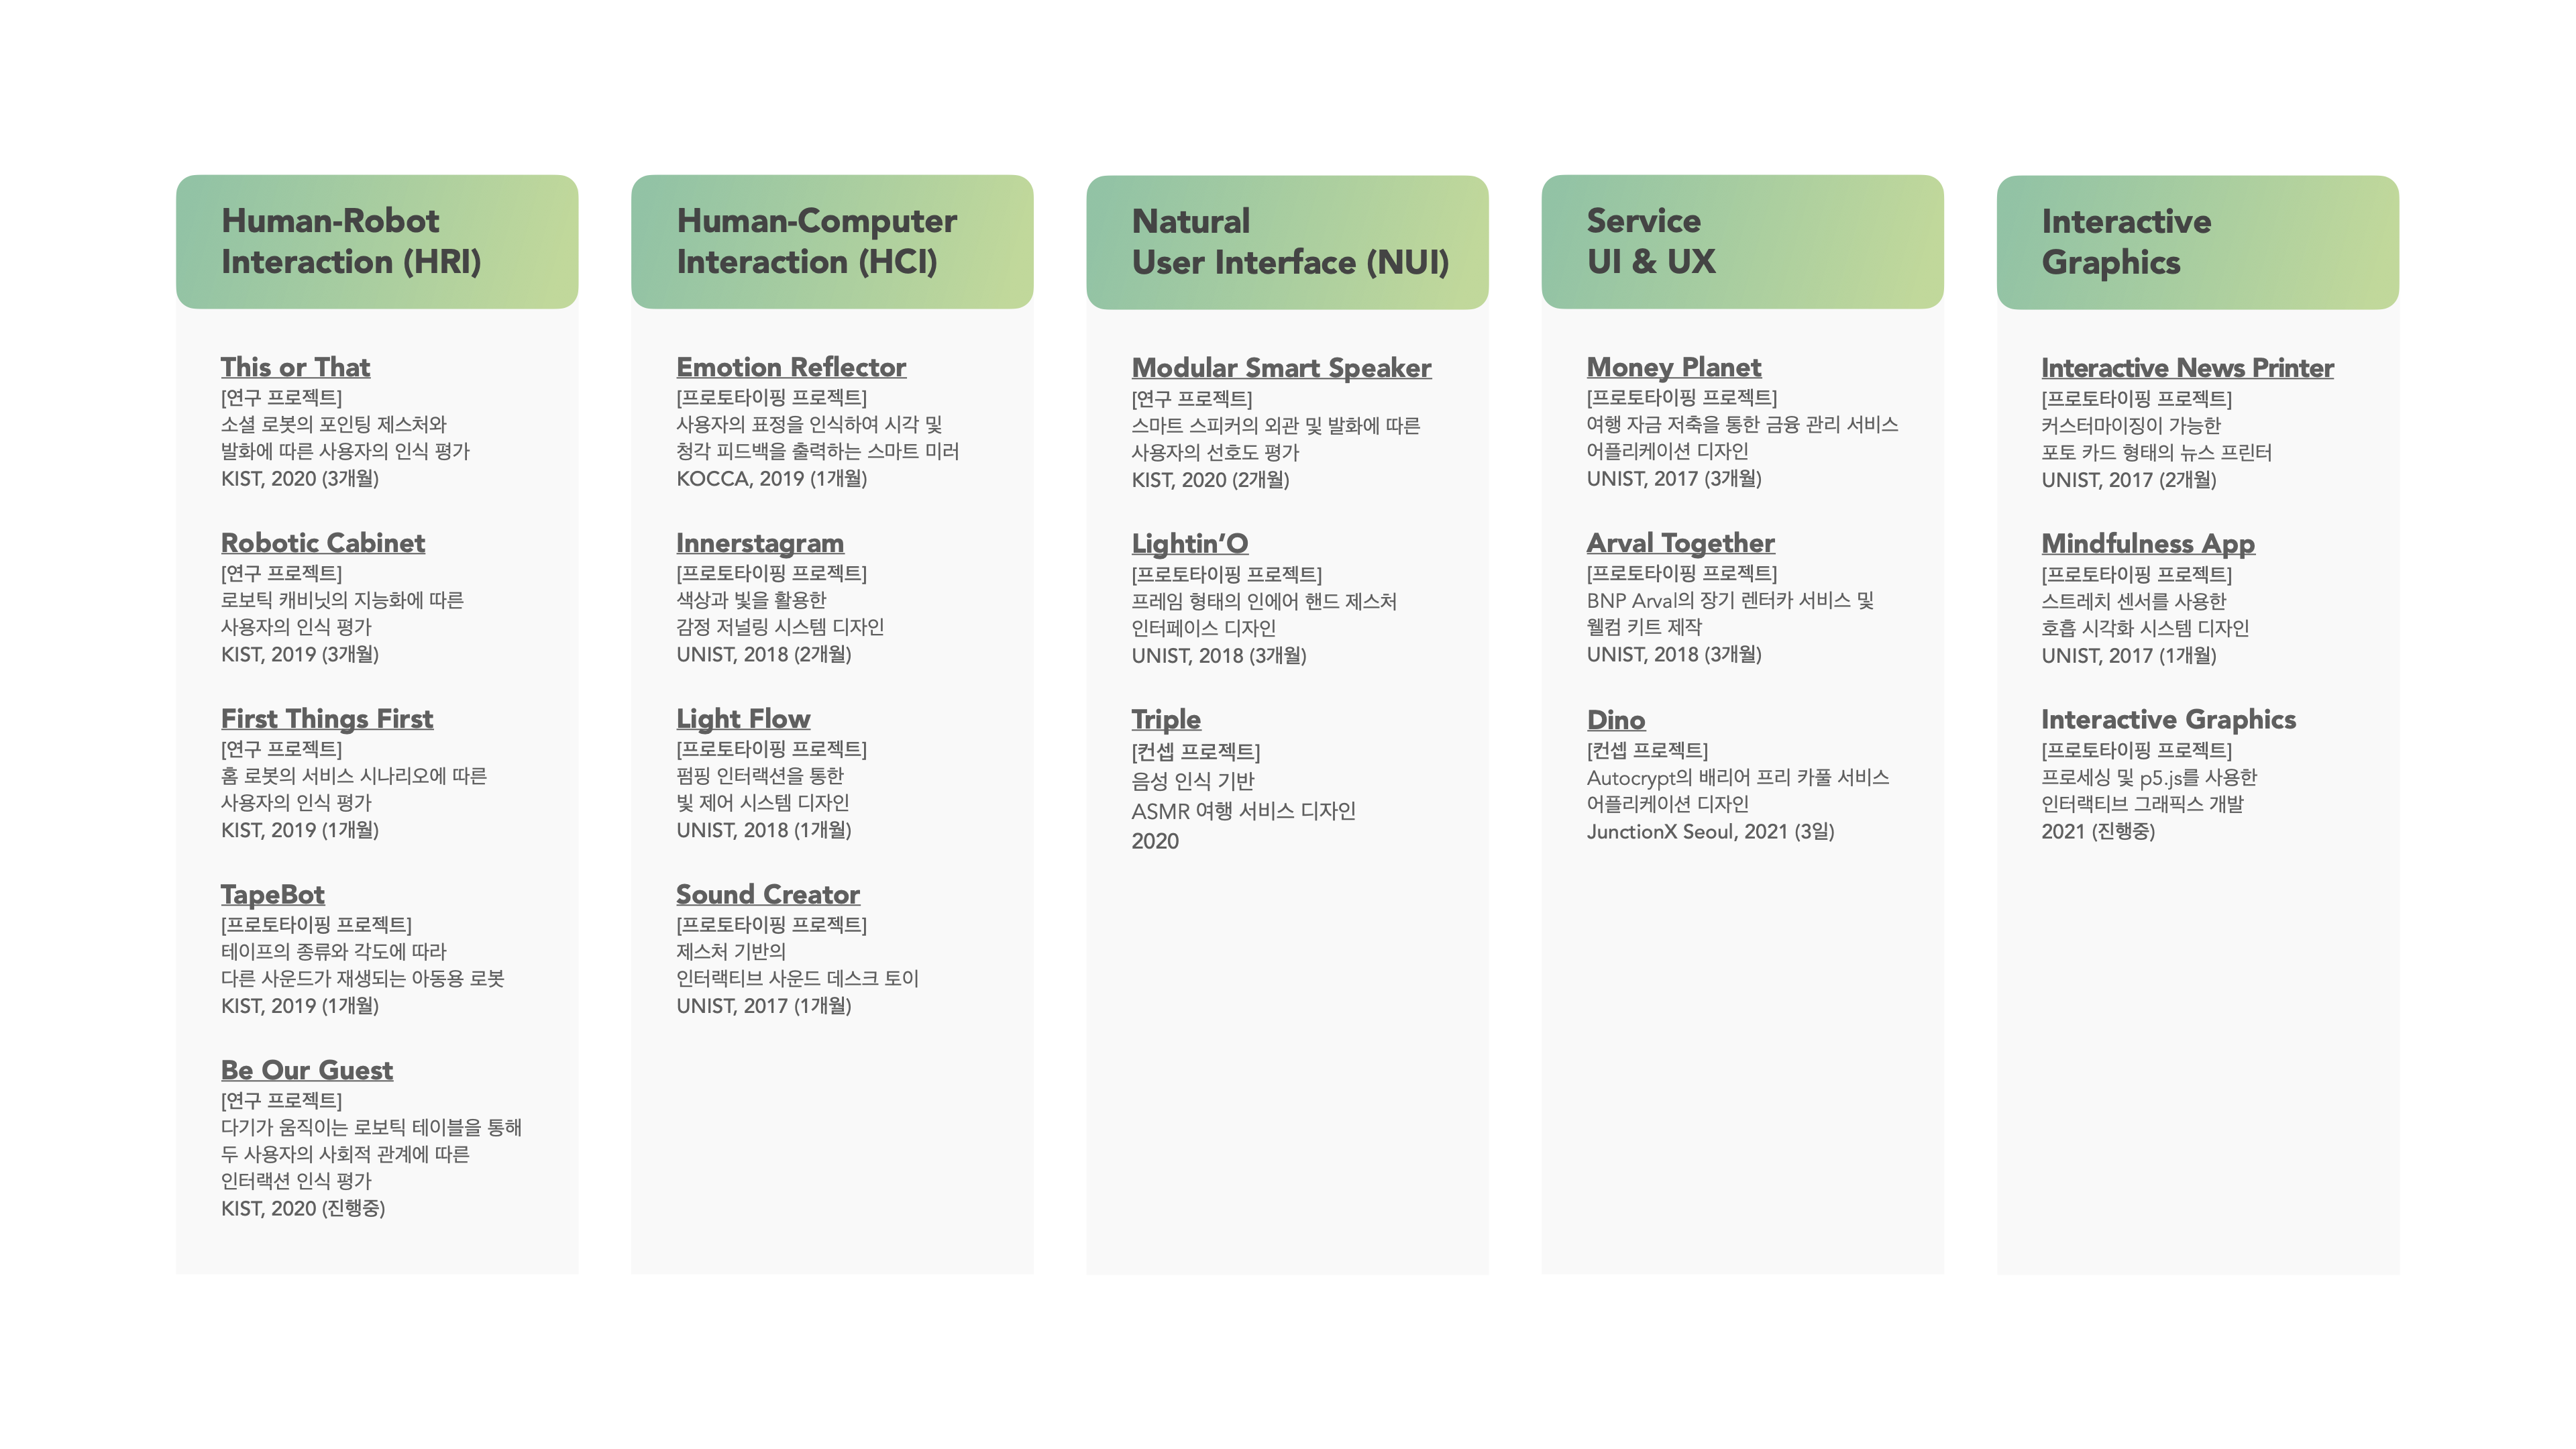 Human-Robot
Interaction (HRI)
This or That
[연구 프로젝트]
소셜 로봇의 포인팅 제스처와
발화에 따른 사용자의 인식 평가
KIST, 2020 (3개월)
Robotic Cabinet
[연구 프로젝트]
로보틱 캐비닛의 지능화에 따른
사용자의 인식 평가
KIST, 2019 (3개월)
First Things First
[연구 프로젝트]
홈 로봇의 서비스 시나리오에 따른
사용자의 인식 평가
KIST, 2019 (1개월)
TapeBot
[프로토타이핑 프로젝트]
테이프의 종류와 각도에 따라
다른 사운드가 재생되는 아동용 로봇
KIST, 2019 (1개월)
Be Our Guest
[연구 프로젝트]
다기가 움직이는 로보틱 테이블을 통해
두 사용자의 사회적 관계에 따른
인터랙션 인식 평가
KIST, 2020 (진행중)
Human-Computer
Interaction (HCI)
Emotion Reflector
[프로토타이핑 프로젝트]
사용자의 표정을 인식하여 시각 및
청각 피드백을 출력하는 스마트 미러
KOCCA, 2019 (1개월)
Innerstagram
[프로토타이핑 프로젝트]
색상과 빛을 활용한
감정 저널링 시스템 디자인
UNIST, 2018 (2개월)
Light Flow
[프로토타이핑 프로젝트]
펌핑 인터랙션을 통한
빛 제어 시스템 디자인
UNIST, 2018 (1개월)
Sound Creator
[프로토타이핑 프로젝트]
제스처 기반의
인터랙티브 사운드 데스크 토이
UNIST, 2017 (1개월)
Natural
User Interface (NUI)
Modular Smart Speaker
[연구 프로젝트]
스마트 스피커의 외관 및 발화에 따른
사용자의 선호도 평가
KIST, 2020 (2개월)
Lightin’O
[프로토타이핑 프로젝트]
프레임 형태의 인에어 핸드 제스처
인터페이스 디자인
UNIST, 2018 (3개월)
Triple
[컨셉 프로젝트]
음성 인식 기반
ASMR 여행 서비스 디자인
2020
Service
UI & UX
Money Planet
[프로토타이핑 프로젝트]
여행 자금 저축을 통한 금융 관리 서비스
어플리케이션 디자인
UNIST, 2017 (3개월)
Arval Together
[프로토타이핑 프로젝트]
BNP Arval의 장기 렌터카 서비스 및
웰컴 키트 제작
UNIST, 2018 (3개월)
Dino
[컨셉 프로젝트]
Autocrypt의 배리어 프리 카풀 서비스
어플리케이션 디자인
JunctionX Seoul, 2021 (3일)
Interactive
Graphics
Interactive News Printer
[프로토타이핑 프로젝트]
커스터마이징이 가능한
포토 카드 형태의 뉴스 프린터
UNIST, 2017 (2개월)
Mindfulness App
[프로토타이핑 프로젝트]
스트레치 센서를 사용한
호흡 시각화 시스템 디자인
UNIST, 2017 (1개월)
Interactive Graphics
[프로토타이핑 프로젝트]
프로세싱 및 p5.js를 사용한
인터랙티브 그래픽스 개발
2021 (진행중)